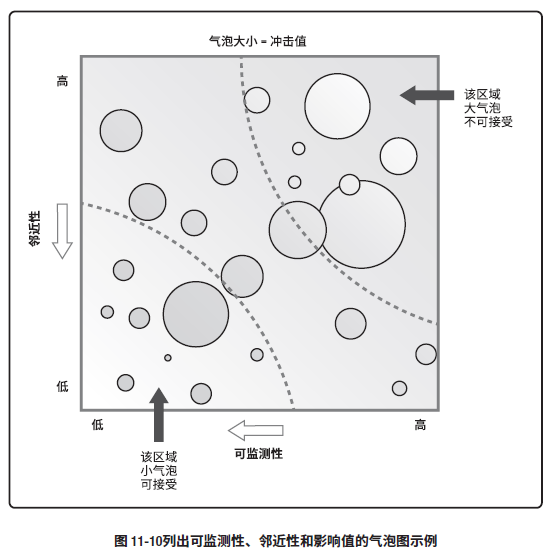 气泡大小 = 冲击值
高
该区域
大气泡
不可接受
邻近性
低
低
高
可监测性
该区域
小气泡
可接受
图 11-10列出可监测性、邻近性和影响值的气泡图示例